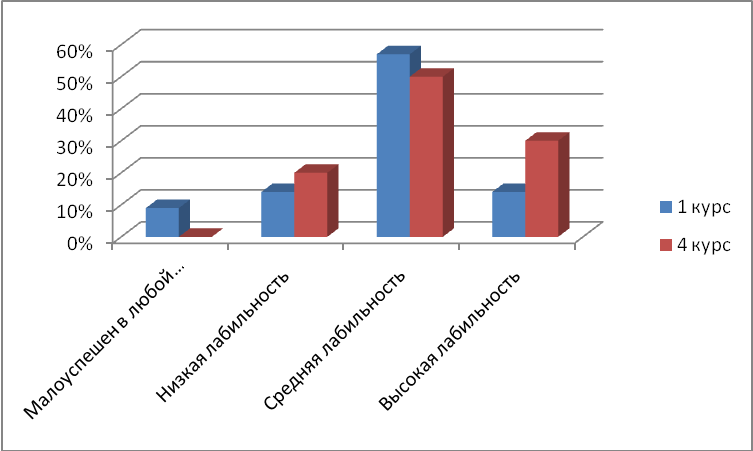 60%
50%
40%
30%
20%
10%
0%
Малоуспешен в любой...
Низкая лабильность
Средняя лабильность
Высокая лабильность
1 курс
4 курс